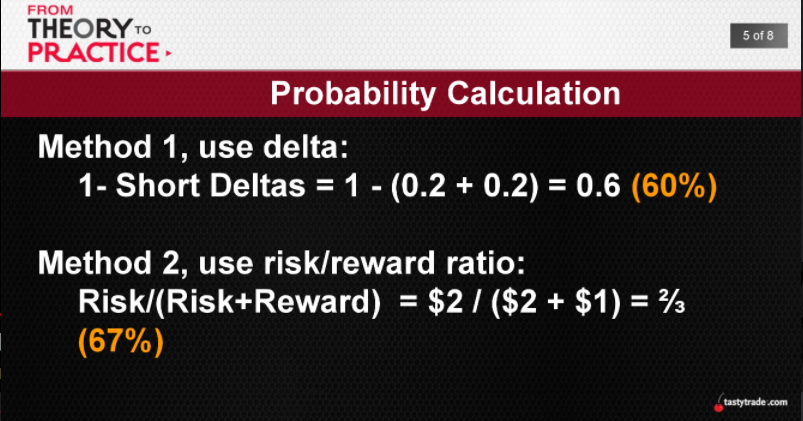 FROM
THEORY TO
PRACTICE
5 of 8
Probability Calculation
Method 1, use delta:
1- Short Deltas = 1 - (0.2 + 0.2) = 0.6 (60%)
Method 2, use risk/reward ratio:
Risk/(Risk+Reward) = $2 / ($2 + $1) = ⅔
(67%)
tastytrade.com